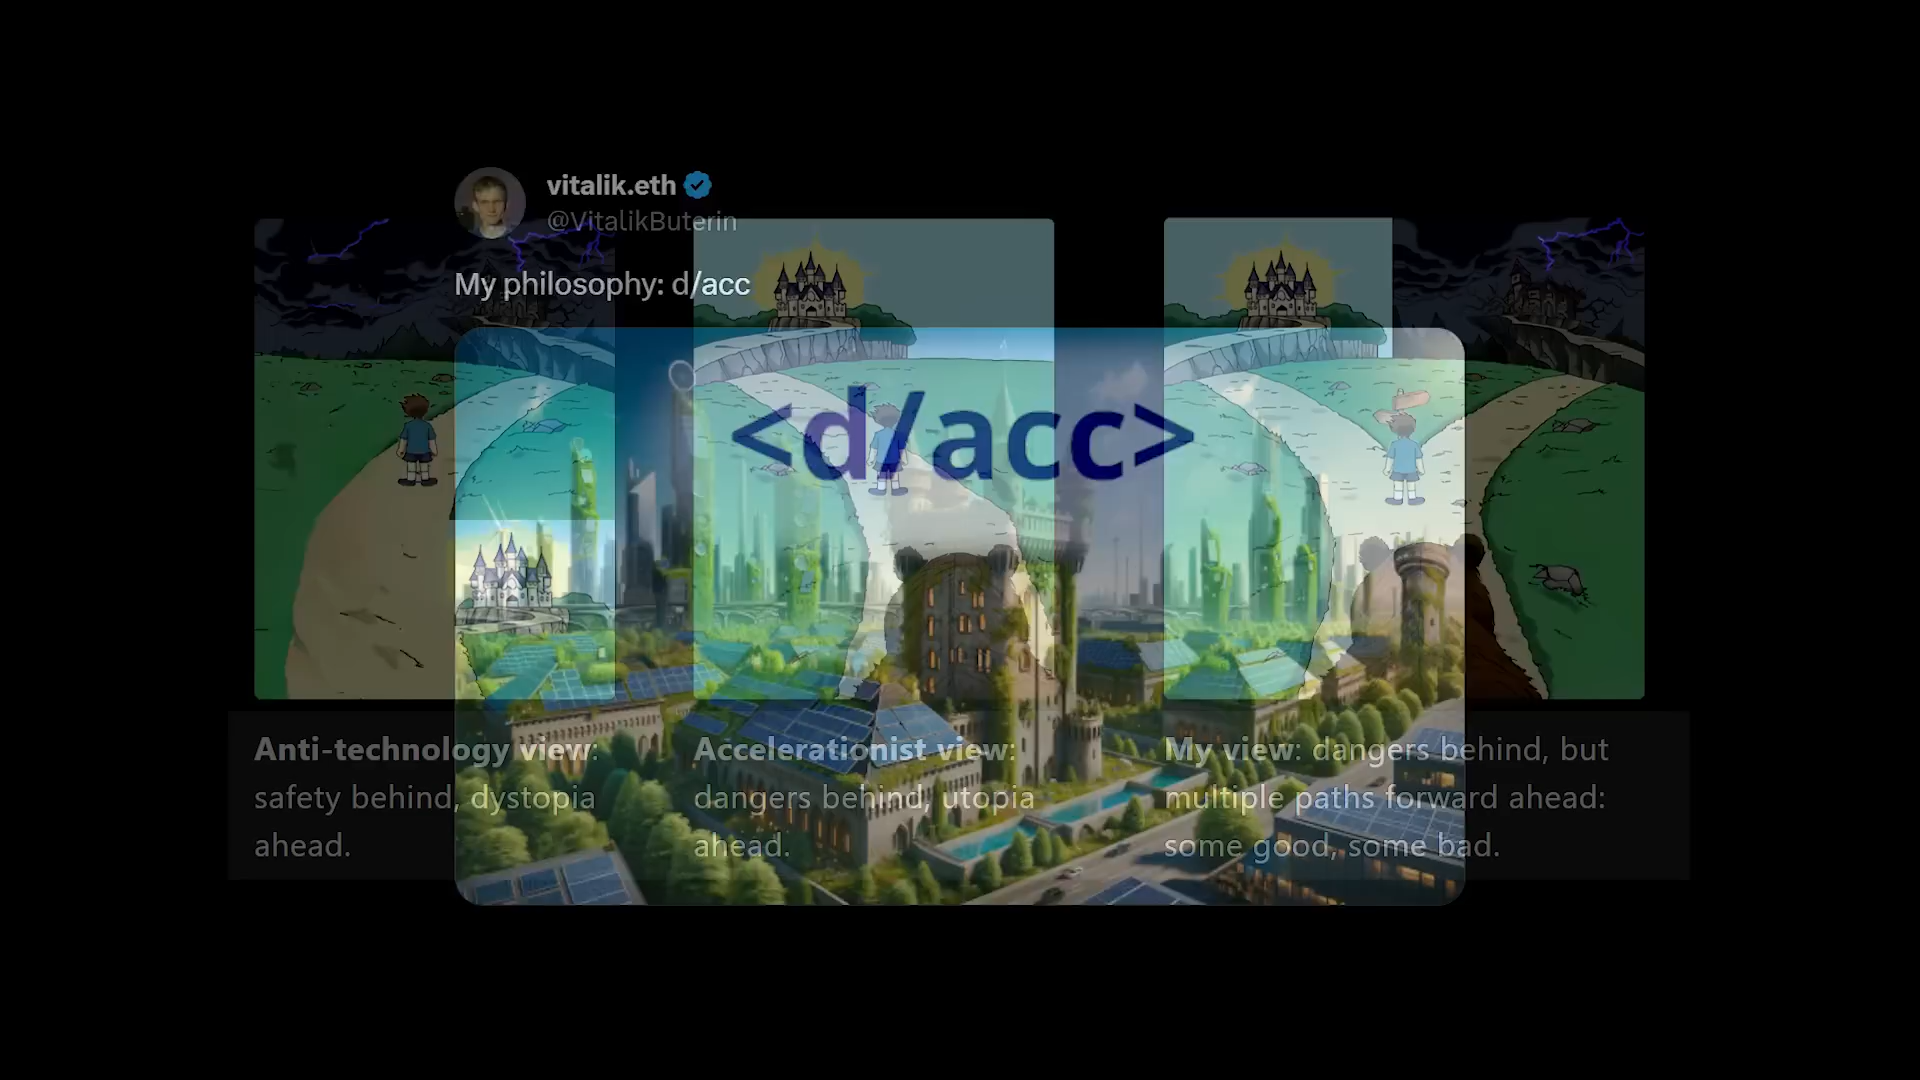 vitalik.eth
@VitalikButerin
My philosophy: d/acc
<d/acc>
Anti-technology view:
safety behind, dystopia
ahead.
Accelerationist view:
dangers behind, utopia
ahead.
My view: dangers behind, but
multiple paths forward ahead:
some good, some bad.